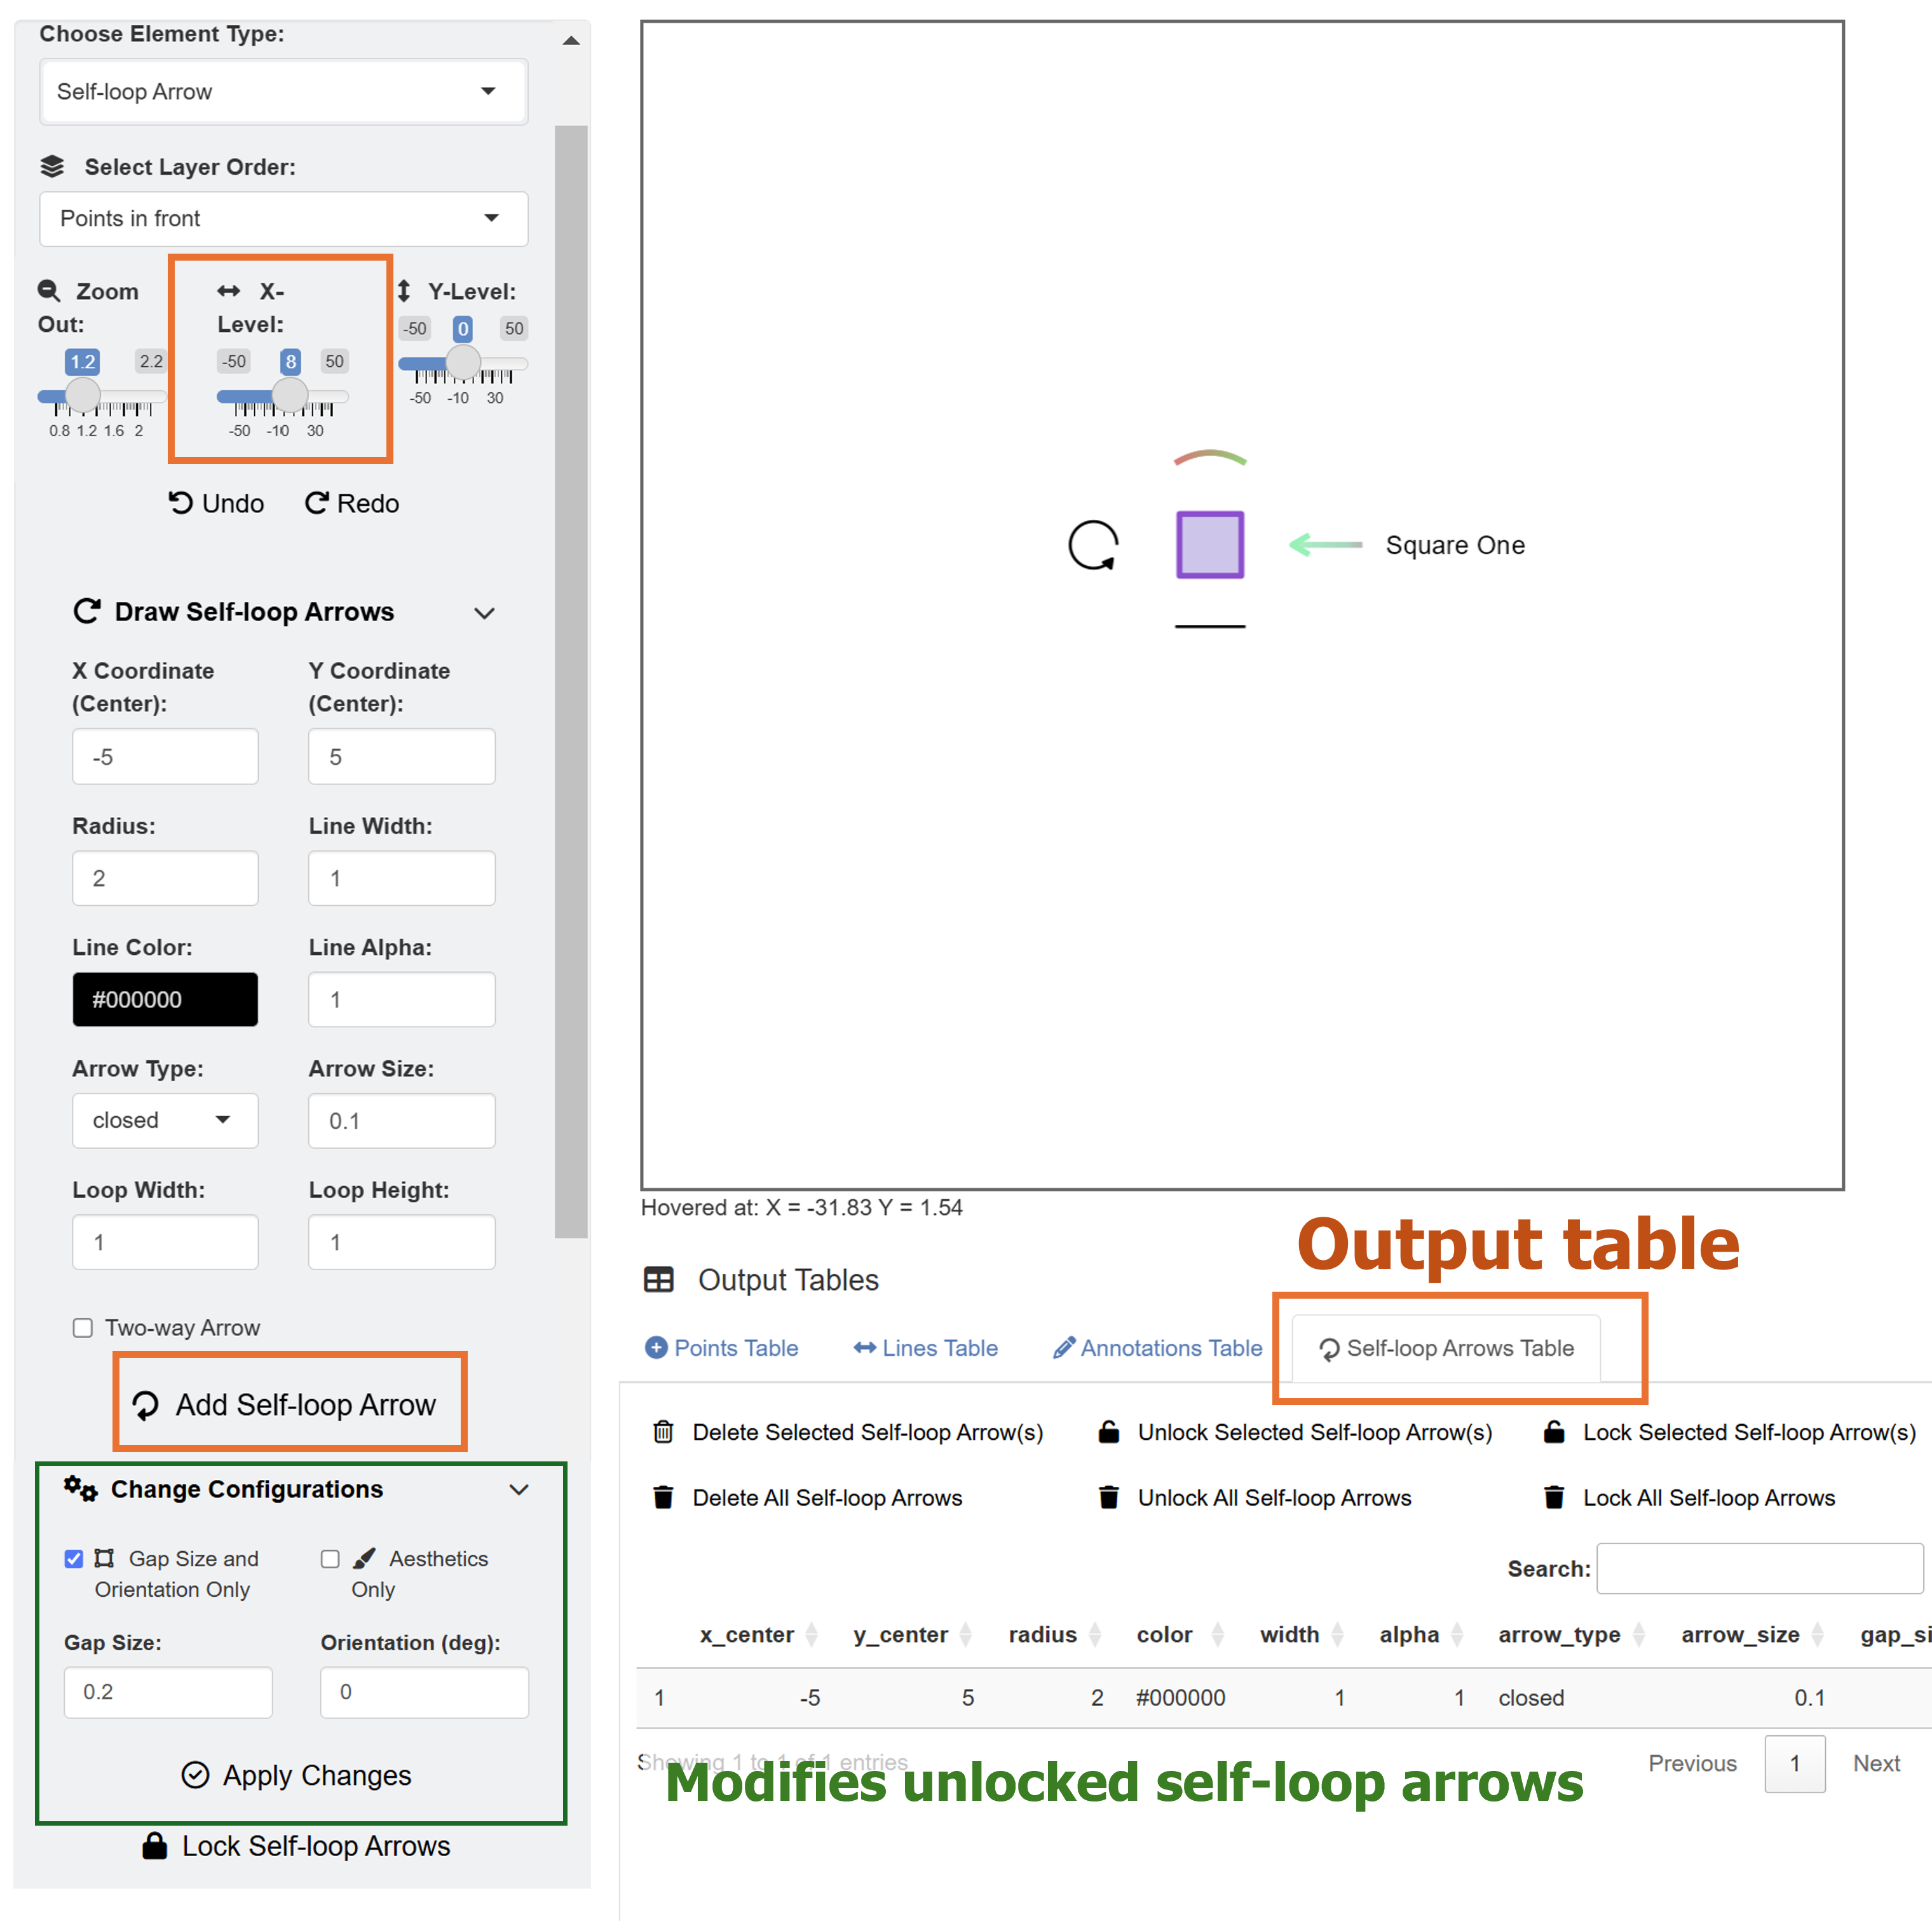 Choose Element Type:
Self-loop Arrow
Select Layer Order:
Points in front
Zoom Out:
1.2 2.2
0.8 1.2 1.6 2
X-Level:
-50 8 50
-50 -10 30
Y-Level:
-50 0 50
-50 -10 30
Undo Redo
Draw Self-loop Arrows
X Coordinate (Center):
Y Coordinate (Center):
-5
5
Radius:
Line Width:
2
1
Line Color:
Line Alpha:
#000000
1
Arrow Type:
Arrow Size:
closed
0.1
Loop Width:
Loop Height:
1
1
Two-way Arrow
Add Self-loop Arrow
Change Configurations
Gap Size and Orientation Only
Aesthetics Only
Gap Size:
Orientation (deg):
0.2
0
Apply Changes
Lock Self-loop Arrows
Square One
Hovered at: X = -31.83 Y = 1.54
Output table
Output Tables
Points Table Lines Table Annotations Table Self-loop Arrows Table
Delete Selected Self-loop Arrow(s) Unlock Selected Self-loop Arrow(s) Lock Selected Self-loop Arrow(s)
Delete All Self-loop Arrows Unlock All Self-loop Arrows Lock All Self-loop Arrows
Search:
x_center y_center radius color width alpha arrow_type arrow_size gap_si
1 -5 5 2 #000000 1 1 closed 0.1
Showing 1 to 1 of 1 entries
Previous 1 Next
Modifies unlocked self-loop arrows